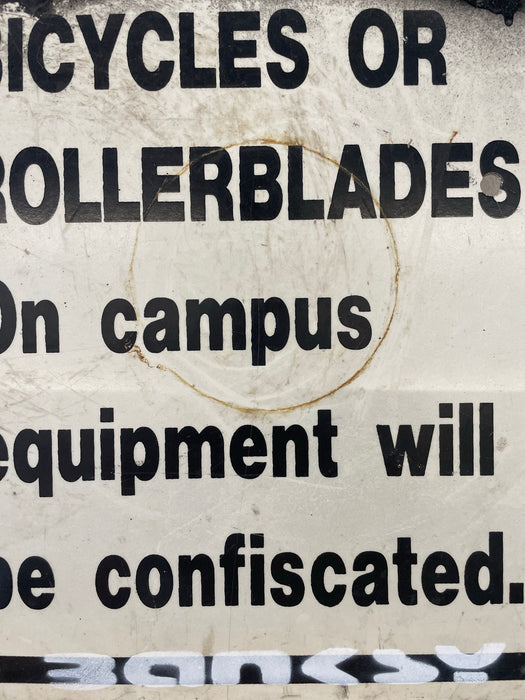 BICYCLES OR
ROLLERBLADES
On campus
equipment will
be confiscated.
BANKSY